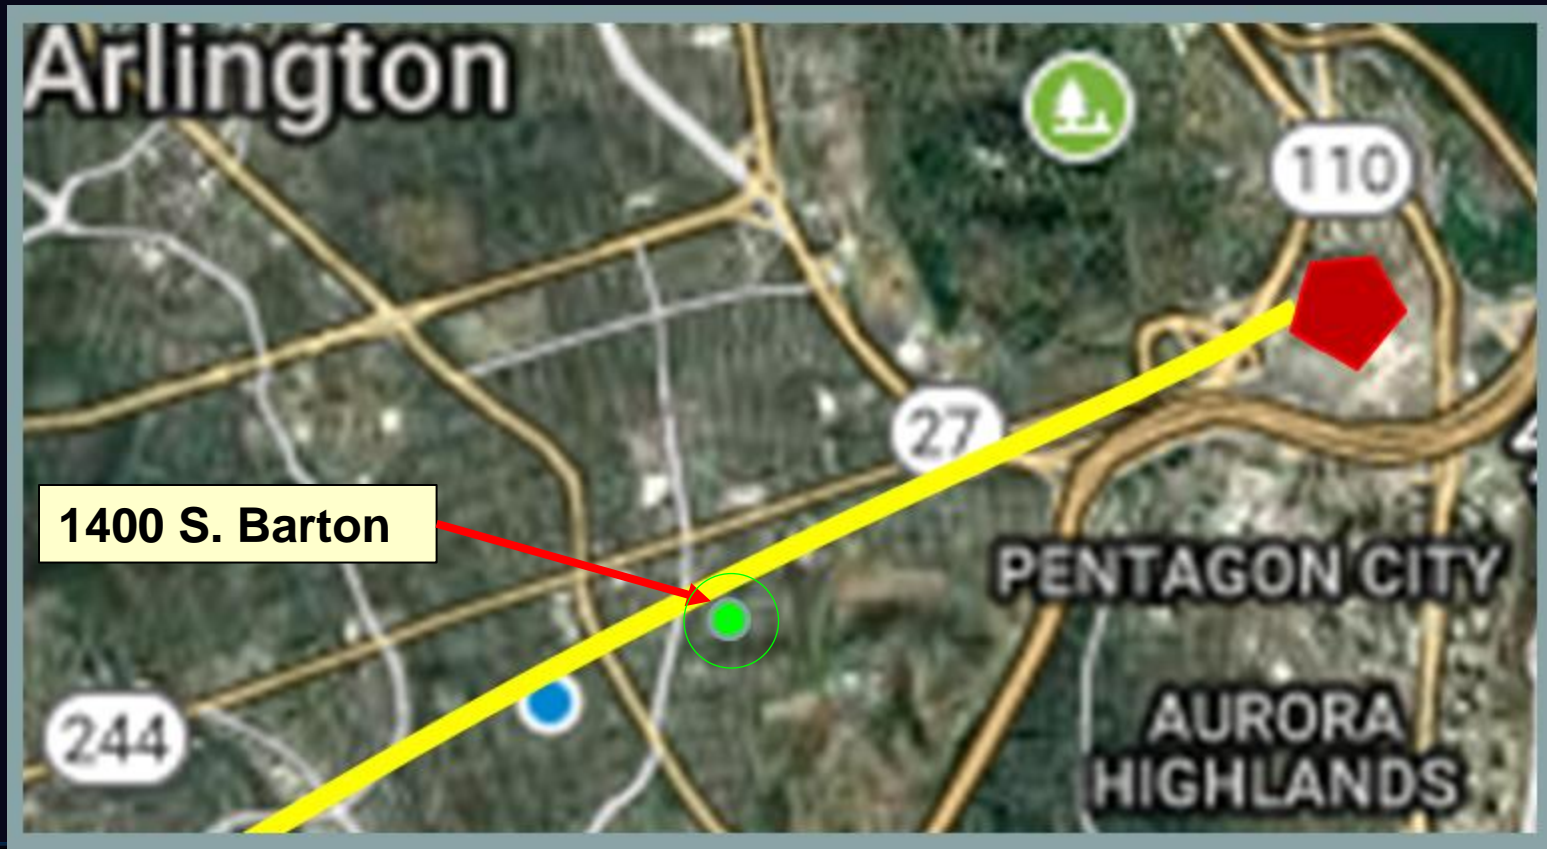 Arlington
110
27
1400 S. Barton
PENTAGON CITY
244
AURORA
HIGHLANDS